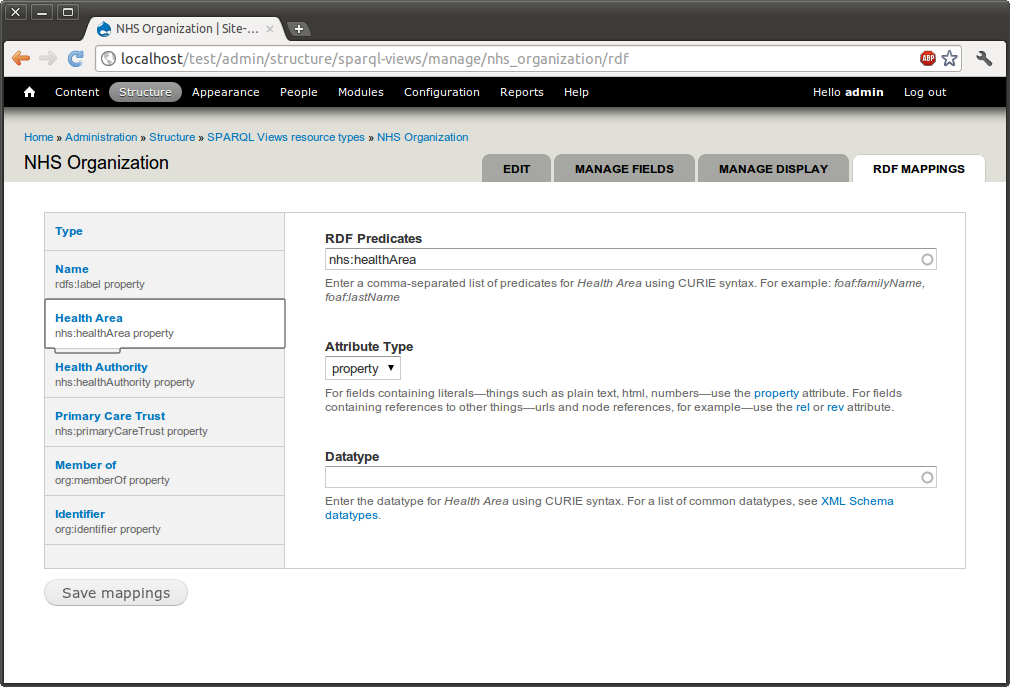 NHS Organization | Site-...
localhost/test/admin/structure/sparql-views/manage/nhs_organization/rdf
ABP
Content Structure Appearance People Modules Configuration Reports Help Hello admin Log out
Home » Administration » Structure » SPARQL Views resource types » NHS Organization
NHS Organization
EDIT MANAGE FIELDS MANAGE DISPLAY RDF MAPPINGS
Type
Name
rdfs:label property
Health Area
nhs:healthArea property
Health Authority
nhs:healthAuthority property
Primary Care Trust
nhs:primaryCareTrust property
Member of
org:memberOf property
Identifier
org:identifier property
RDF Predicates
nhs:healthArea
Enter a comma-separated list of predicates for Health Area using CURIE syntax. For example: foaf:familyName,
foaf:lastName
Attribute Type
property
For fields containing literals—things such as plain text, html, numbers—use the property attribute. For fields
containing references to other things—urls and node references, for example—use the rel or rev attribute.
Datatype
Enter the datatype for Health Area using CURIE syntax. For a list of common datatypes, see XML Schema
datatypes.
Save mappings